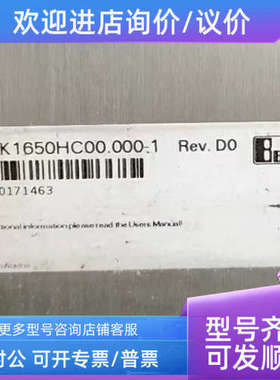 欢迎进店询价/议价
K1650HC00.000-1 Rev. D0
0171463
tional information please read the Users Manual!
更多型号咨询店铺客服
对公 可开专票/普票
型号齐
可发顺